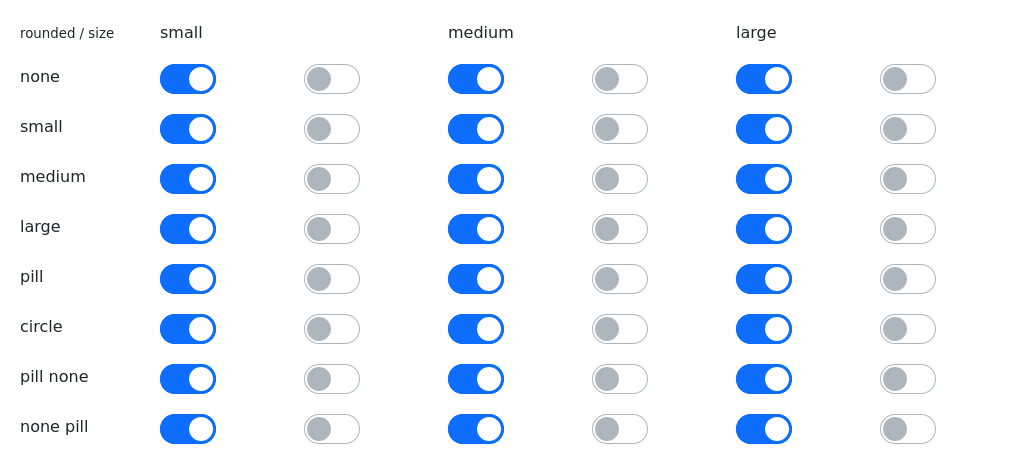 rounded / size small medium large
none
small
medium
large
pill
circle
pill none
none pill